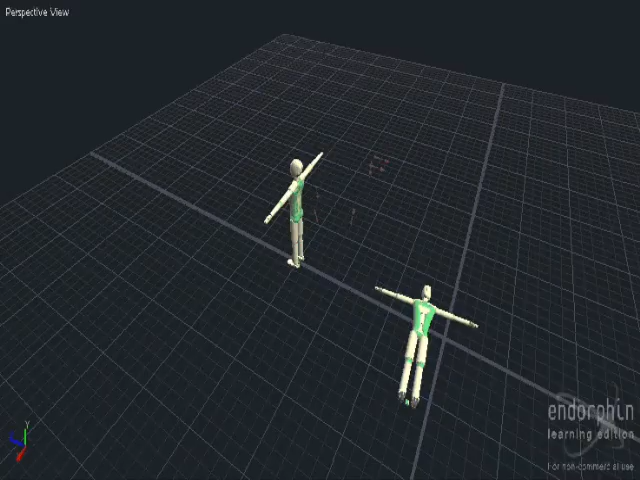 Perspective View
Y
endorphin
learning edition
For non-commercial use